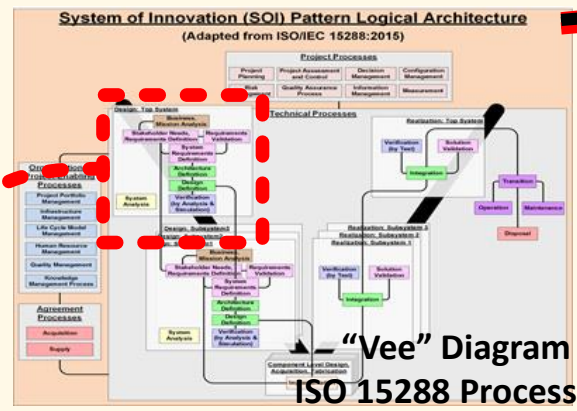 System of Innovation (SOI) Pattern Logical Architecture
(Adapted from ISO/IEC 15288:2015)
Project Processes
Project
Planning
Project Assessment
and Control
Decision
Management
Configuration
Management
Quality Assurance
Process
Information
Management
Measurement
Technical Processes
Design: Top System
Business,
Mission Analysis
Stakeholder Needs,
Requirements Definition
Requirements
Validation
System
Requirements
Definition
Architecture
Definition
Design
Definition
System
Analysis
Verification
(by Analysis &
Simulation)
Realization: Top System
Verification
(by Test)
Solution
Validation
Integration
Transition
Operation
Maintenance
Disposal
Processes
Project Portfolio
Management
Infrastructure
Management
Life Cycle Model
Management
Human Resource
Management
Quality Management
Knowledge
Management Process
Agreement
Processes
Acquisition
Supply
Design: Subsystem3
Business,
Mission Analysis
Stakeholder Needs,
Requirements Definition
Requirements
Validation
System
Requirements
Definition
Architecture
Definition
Design
Definition
System
Analysis
Verification
(by Analysis &
Simulation)
Realization: Subsystem 3
Realization: Subsystem 2
Realization: Subsystem 1
Verification
(by Test)
Solution
Validation
Integration
Component Level Design,
Acquisition, Fabrication
“Vee” Diagram
ISO 15288 Process